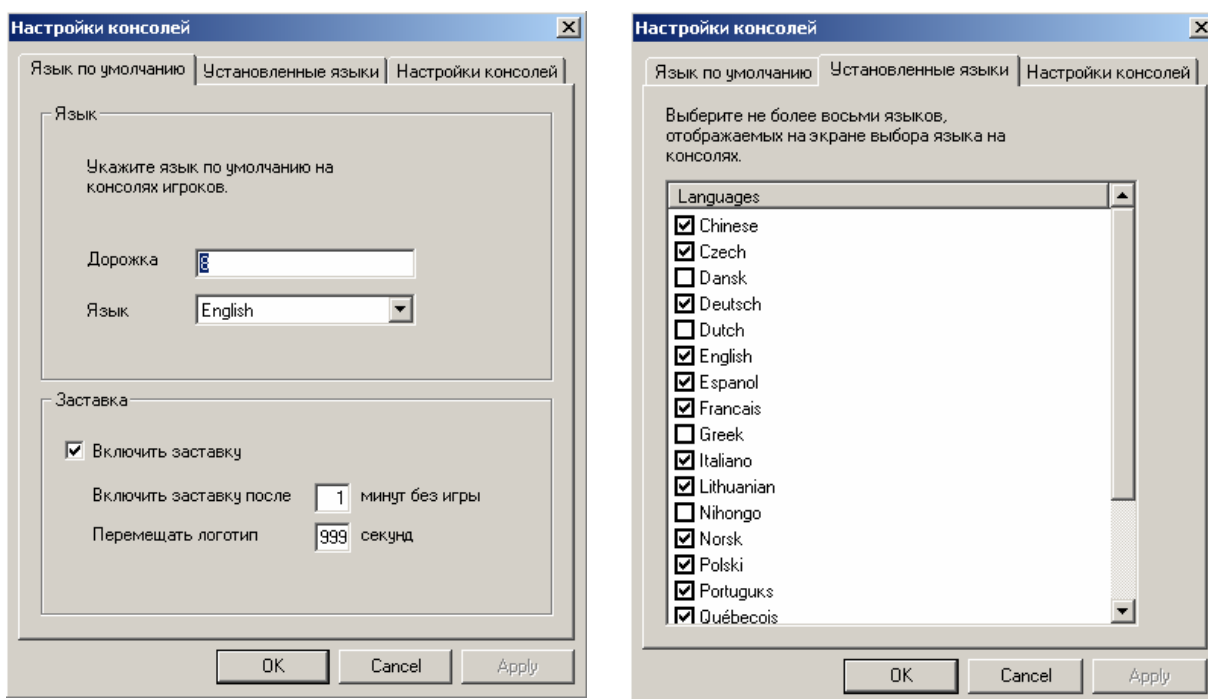 Настройки консолей
Язык по умолчанию Установленные языки Настройки консолей
Язык
Укажите язык по умолчанию на
консолях игроков.
Дорожка 8
Язык English
Заставка
Включить заставку
Включить заставку после 1 минут без игры
Перемещать логотип 999 секунд
OK Cancel Apply
Настройки консолей
Язык по умолчанию Установленные языки Настройки консолей
Выберите не более восьми языков,
отображаемых на экране выбора языка на
консолях.
Languages
Chinese
Czech
Dansk
Deutsch
Dutch
English
Espanol
Francais
Greek
Italiano
Lithuanian
Nihongo
Norsk
Polski
Portuguкs
Québecois
OK Cancel Apply